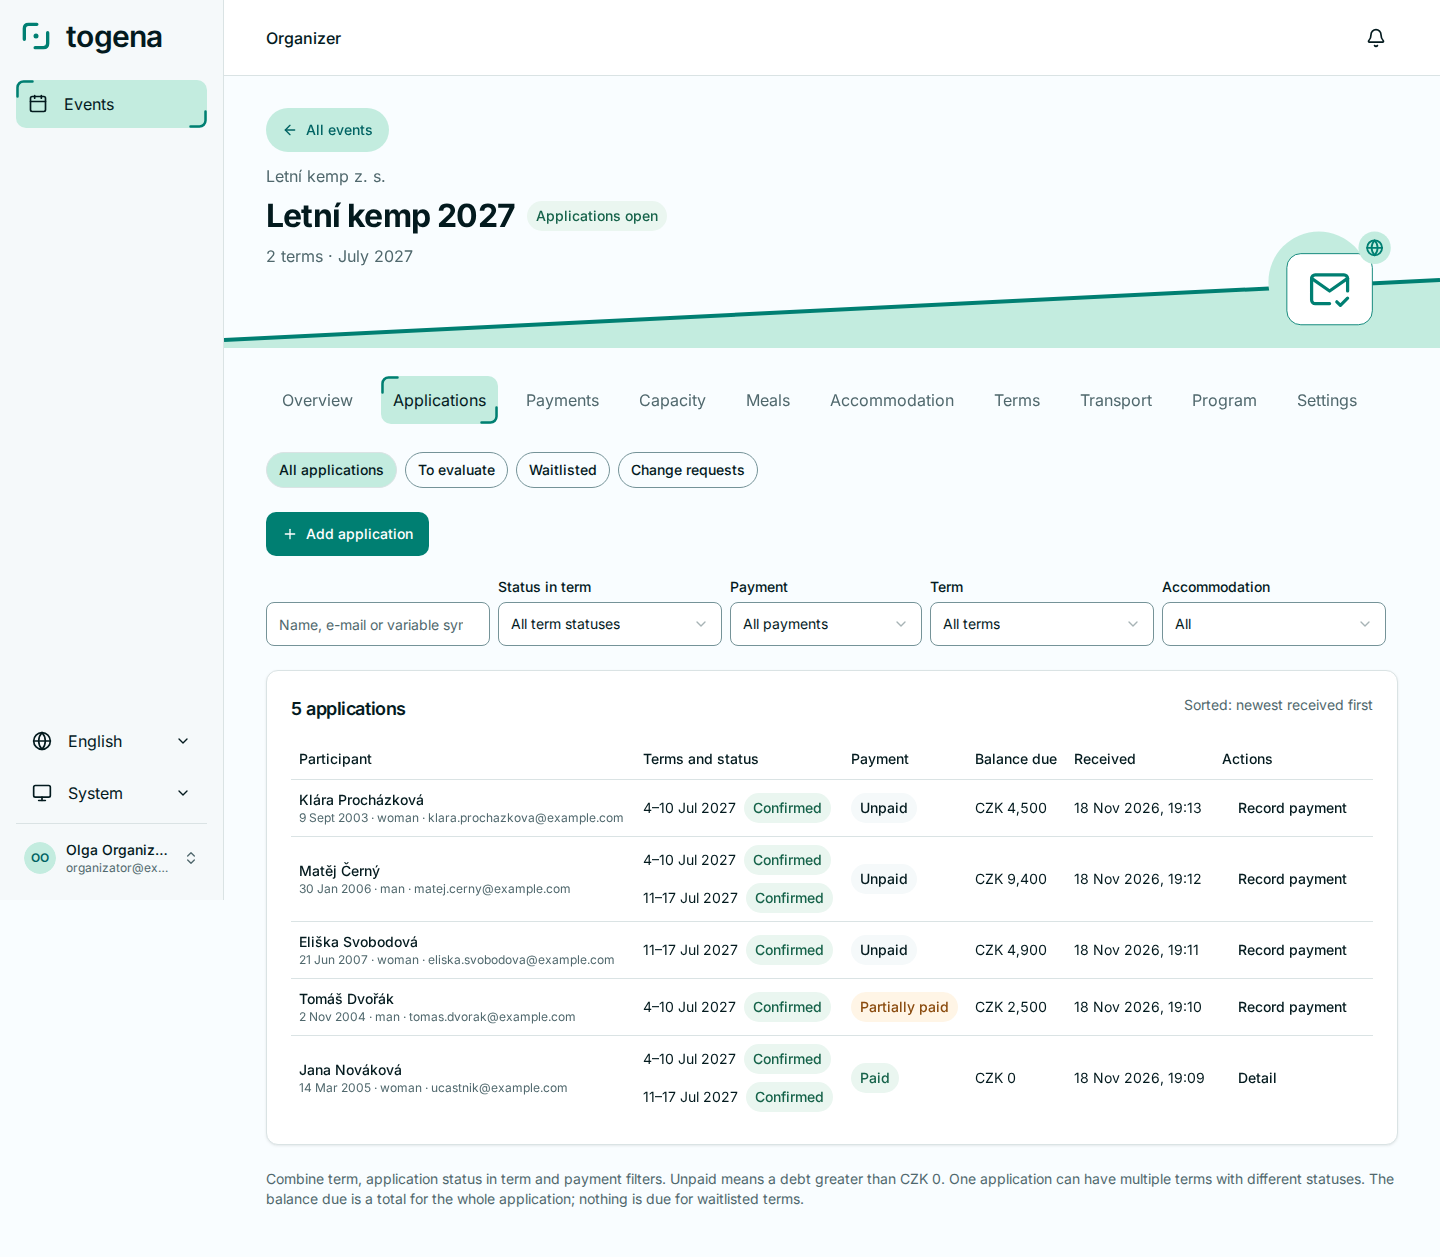 togena
Organizer
Events
All events
Letní kemp z. s.
Letní kemp 2027
Applications open
2 terms · July 2027
Overview
Applications
Payments
Capacity
Meals
Accommodation
Terms
Transport
Program
Settings
All applications
To evaluate
Waitlisted
Change requests
Add application
Status in term
Payment
Term
Accommodation
Name, e-mail or variable syr
All term statuses
All payments
All terms
All
5 applications
Sorted: newest received first
Participant
Terms and status
Payment
Balance due
Received
Actions
Klára Procházková
9 Sept 2003 · woman · klara.prochazkova@example.com
4–10 Jul 2027 Confirmed
Unpaid
CZK 4,500
18 Nov 2026, 19:13
Record payment
Matěj Černý
30 Jan 2006 · man · matej.cerny@example.com
4–10 Jul 2027 Confirmed
11–17 Jul 2027 Confirmed
Unpaid
CZK 9,400
18 Nov 2026, 19:12
Record payment
Eliška Svobodová
21 Jun 2007 · woman · eliska.svobodova@example.com
11–17 Jul 2027 Confirmed
Unpaid
CZK 4,900
18 Nov 2026, 19:11
Record payment
Tomáš Dvořák
2 Nov 2004 · man · tomas.dvorak@example.com
4–10 Jul 2027 Confirmed
Partially paid
CZK 2,500
18 Nov 2026, 19:10
Record payment
Jana Nováková
14 Mar 2005 · woman · ucastnik@example.com
4–10 Jul 2027 Confirmed
11–17 Jul 2027 Confirmed
Paid
CZK 0
18 Nov 2026, 19:09
Detail
Combine term, application status in term and payment filters. Unpaid means a debt greater than CZK 0. One application can have multiple terms with different statuses. The
balance due is a total for the whole application; nothing is due for waitlisted terms.
English
System
OO
Olga Organiz...
organizator@ex...